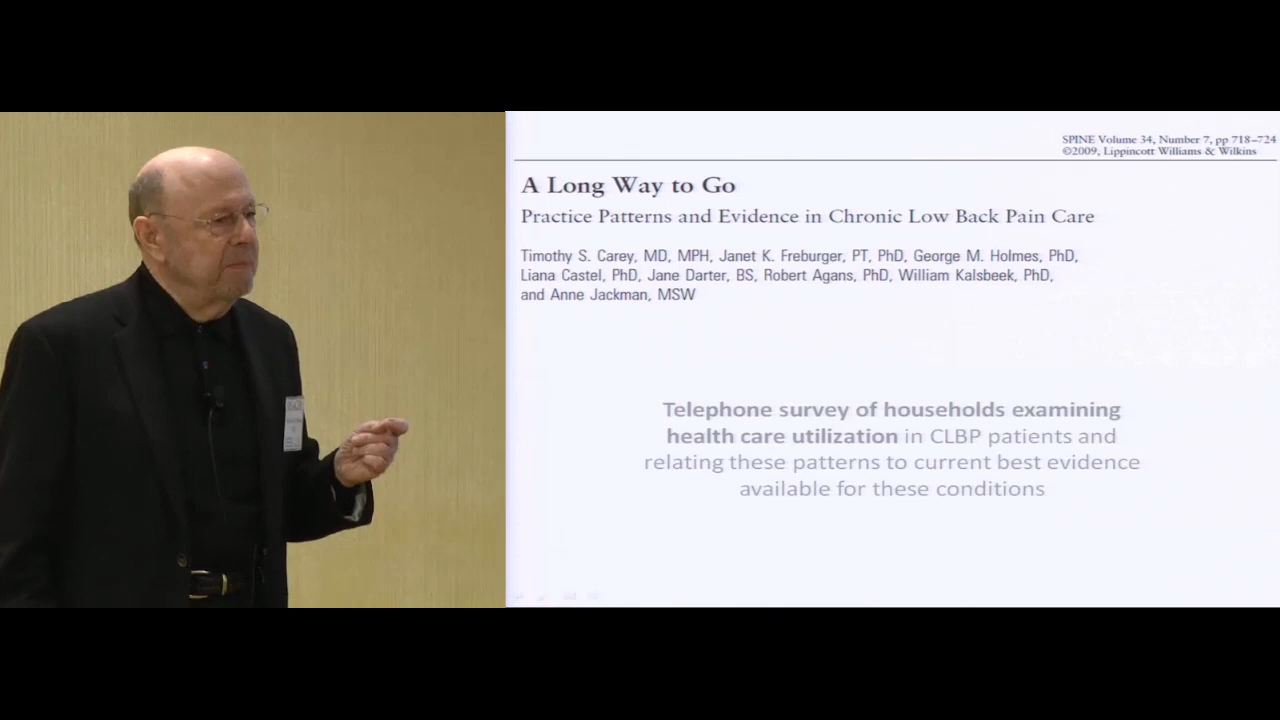 SPINE Volume 34, Number 7, pp 718–724
©2009, Lippincott Williams & Wilkins
A Long Way to Go
Practice Patterns and Evidence in Chronic Low Back Pain Care
Timothy S. Carey, MD, MPH, Janet K. Freburger, PT, PhD, George M. Holmes, PhD,
Liana Castel, PhD, Jane Darter, BS, Robert Agans, PhD, William Kalsbeek, PhD,
and Anne Jackman, MSW
Telephone survey of households examining
health care utilization in CLBP patients and
relating these patterns to current best evidence
available for these conditions